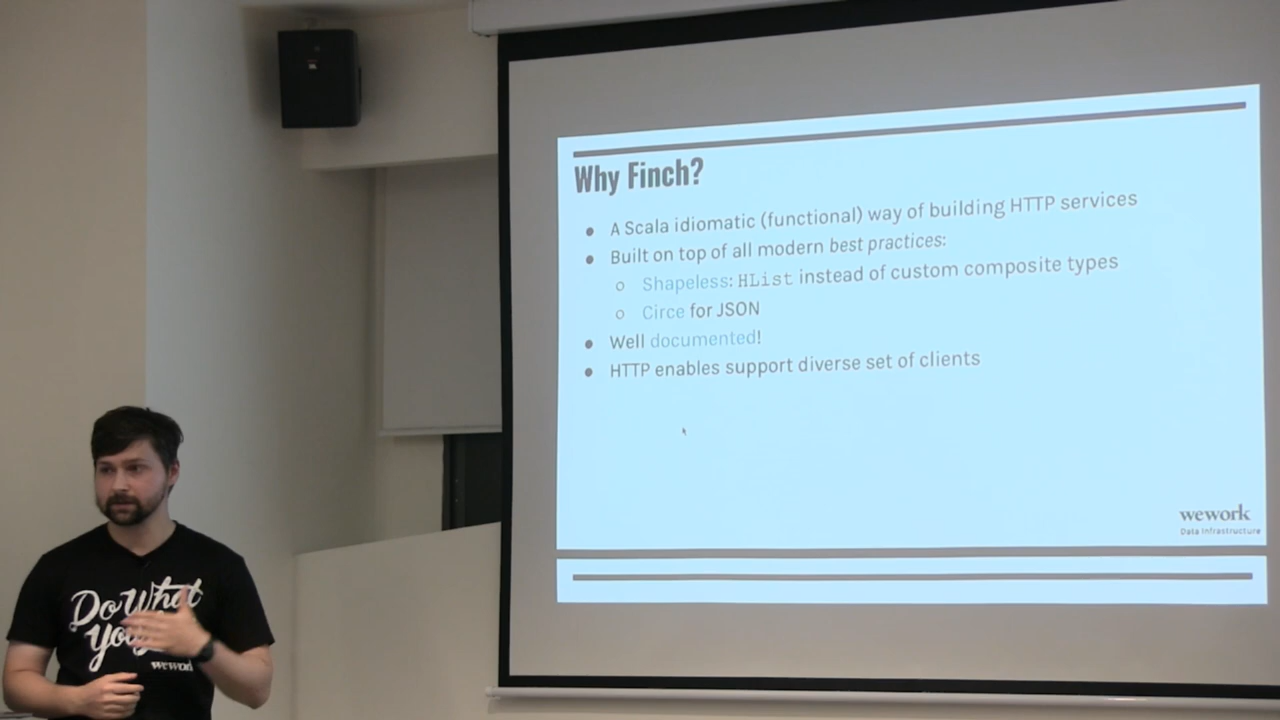 Why Finch?
● A Scala idiomatic (functional) way of building HTTP services
● Built on top of all modern best practices:
○ Shapeless: HList instead of custom composite types
○ Circe for JSON
● Well documented!
● HTTP enables support diverse set of clients
wework
Data Infrastructure
Do What
You
wework